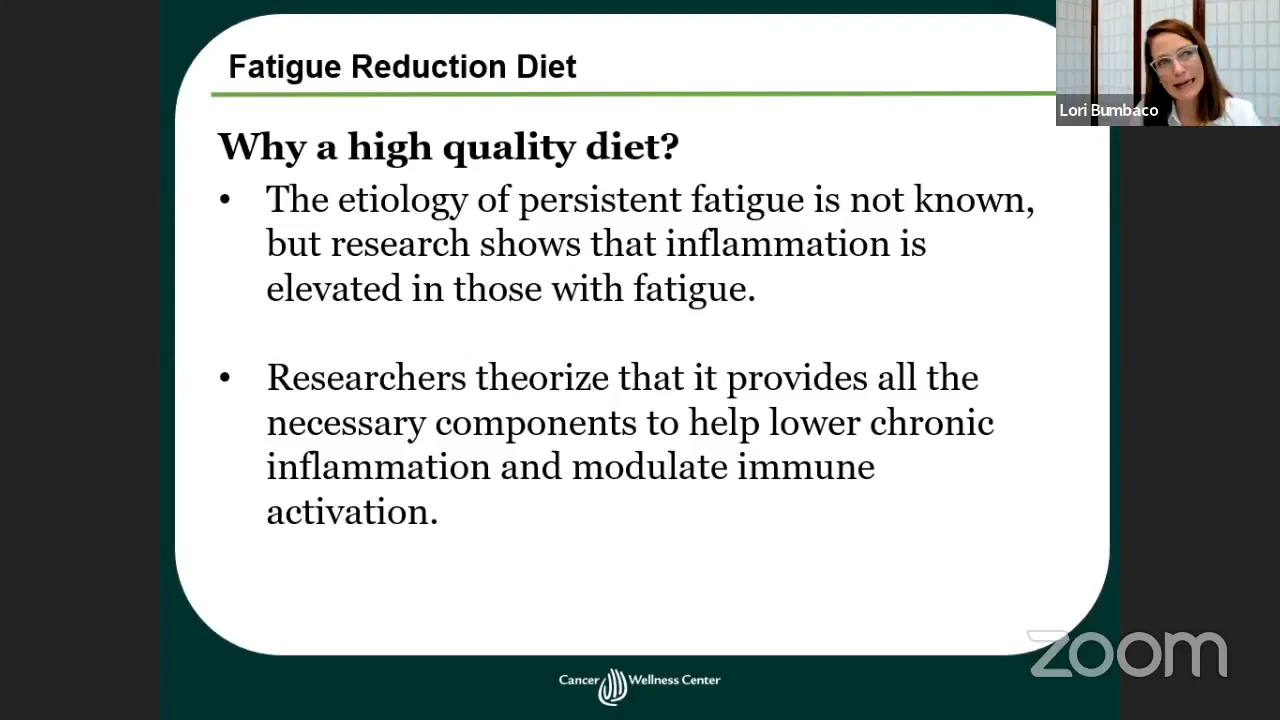 Fatigue Reduction Diet
Lori Bumbaco
Why a high quality diet?
• The etiology of persistent fatigue is not known,
but research shows that inflammation is
elevated in those with fatigue.
• Researchers theorize that it provides all the
necessary components to help lower chronic
inflammation and modulate immune
activation.
zoom
Cancer Wellness Center